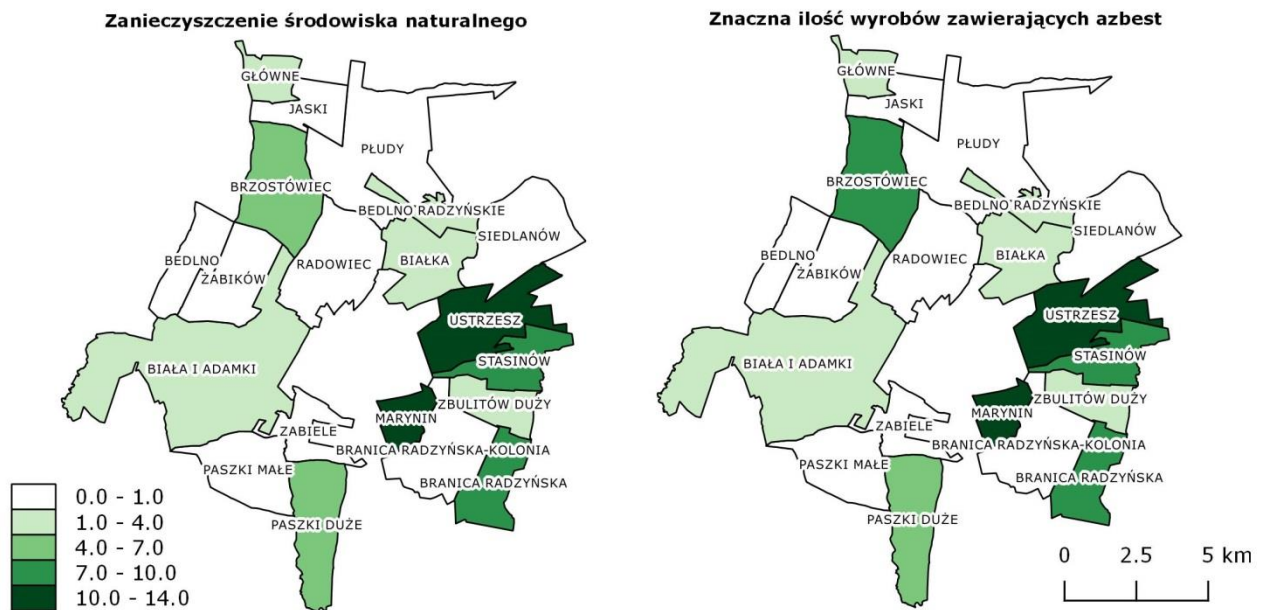 Zanieczyszczenie środowiska naturalnego
GŁÓWNE
JASKI
PŁUDY
BRZOSTÓWIEC
BEDLNO RADZYŃSKIE
SIEDLANÓW
BEDLNO
ŻABIKÓW
RADOWIEC
BIAŁKA
USTRZESZ
STASINÓW
BIAŁA I ADAMKI
ZBULITÓW DUŻY
MARYNIN
ZABIELE
BRANICA RADZYŃSKA-KOLONIA
PASZKI MAŁE
BRANICA RADZYŃSKA
PASZKI DUŻE
0.0 - 1.0
1.0 - 4.0
4.0 - 7.0
7.0 - 10.0
10.0 - 14.0
Znaczna ilość wyrobów zawierających azbest
GŁÓWNE
JASKI
PŁUDY
BRZOSTÓWIEC
BEDLNO RADZYŃSKIE
SIEDLANÓW
BEDLNO
ŻABIKÓW
RADOWIEC
BIAŁKA
USTRZESZ
STASINÓW
BIAŁA I ADAMKI
ZBULITÓW DUŻY
MARYNIN
ZABIELE
BRANICA RADZYŃSKA-KOLONIA
PASZKI MAŁE
BRANICA RADZYŃSKA
PASZKI DUŻE
0 2.5 5 km